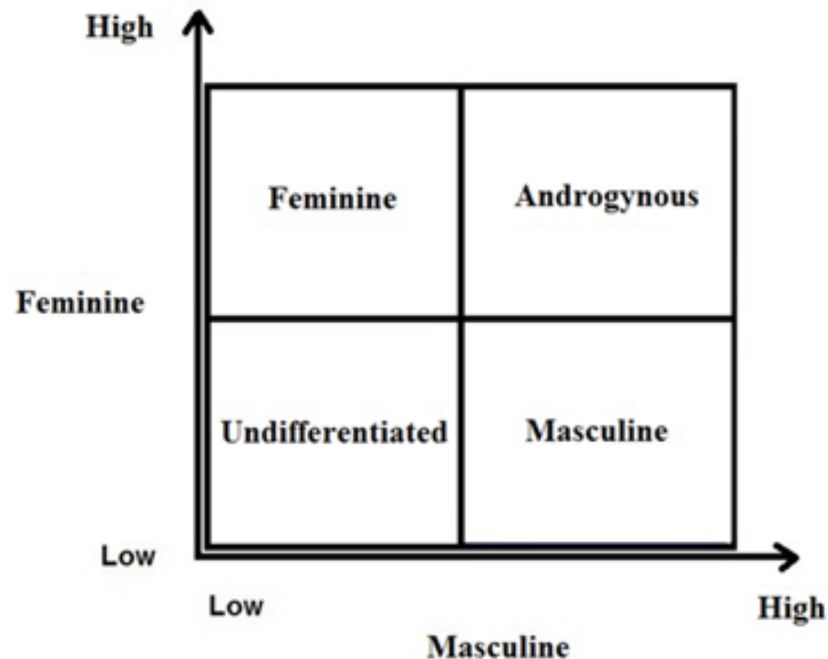 High
Feminine
Androgynous
Feminine
Undifferentiated
Masculine
Low
Low
High
Masculine